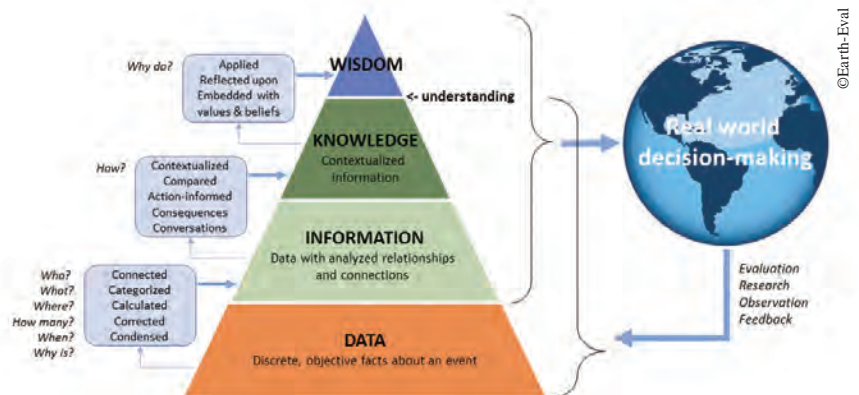 ©Earth-Eval
Why do?
Applied
Reflected upon
Embedded with
values & beliefs
WISDOM
<- understanding
How?
Contextualized
Compared
Action-informed
Consequences
Conversations
KNOWLEDGE
Contextualized
Information
Real world
decision-making
Who?
What?
Where?
How many?
When?
Why is?
Connected
Categorized
Calculated
Corrected
Condensed
INFORMATION
Data with analyzed relationships
and connections
DATA
Discrete, objective facts about an event
Evaluation
Research
Observation
Feedback